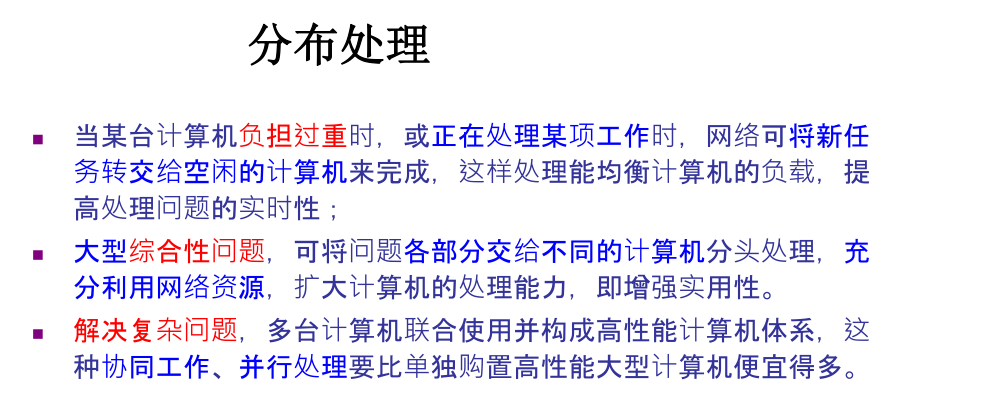 分布处理
当某台计算机负担过重时，或正在处理某项工作时，网络可将新任
务转交给空闲的计算机来完成，这样处理能均衡计算机的负载，提
高处理问题的实时性；
大型综合性问题，可将问题各部分交给不同的计算机分头处理，充
分利用网络资源，扩大计算机的处理能力，即增强实用性。
解决复杂问题，多台计算机联合使用并构成高性能计算机体系，这
种协同工作、并行处理要比单独购置高性能大型计算机便宜得多。